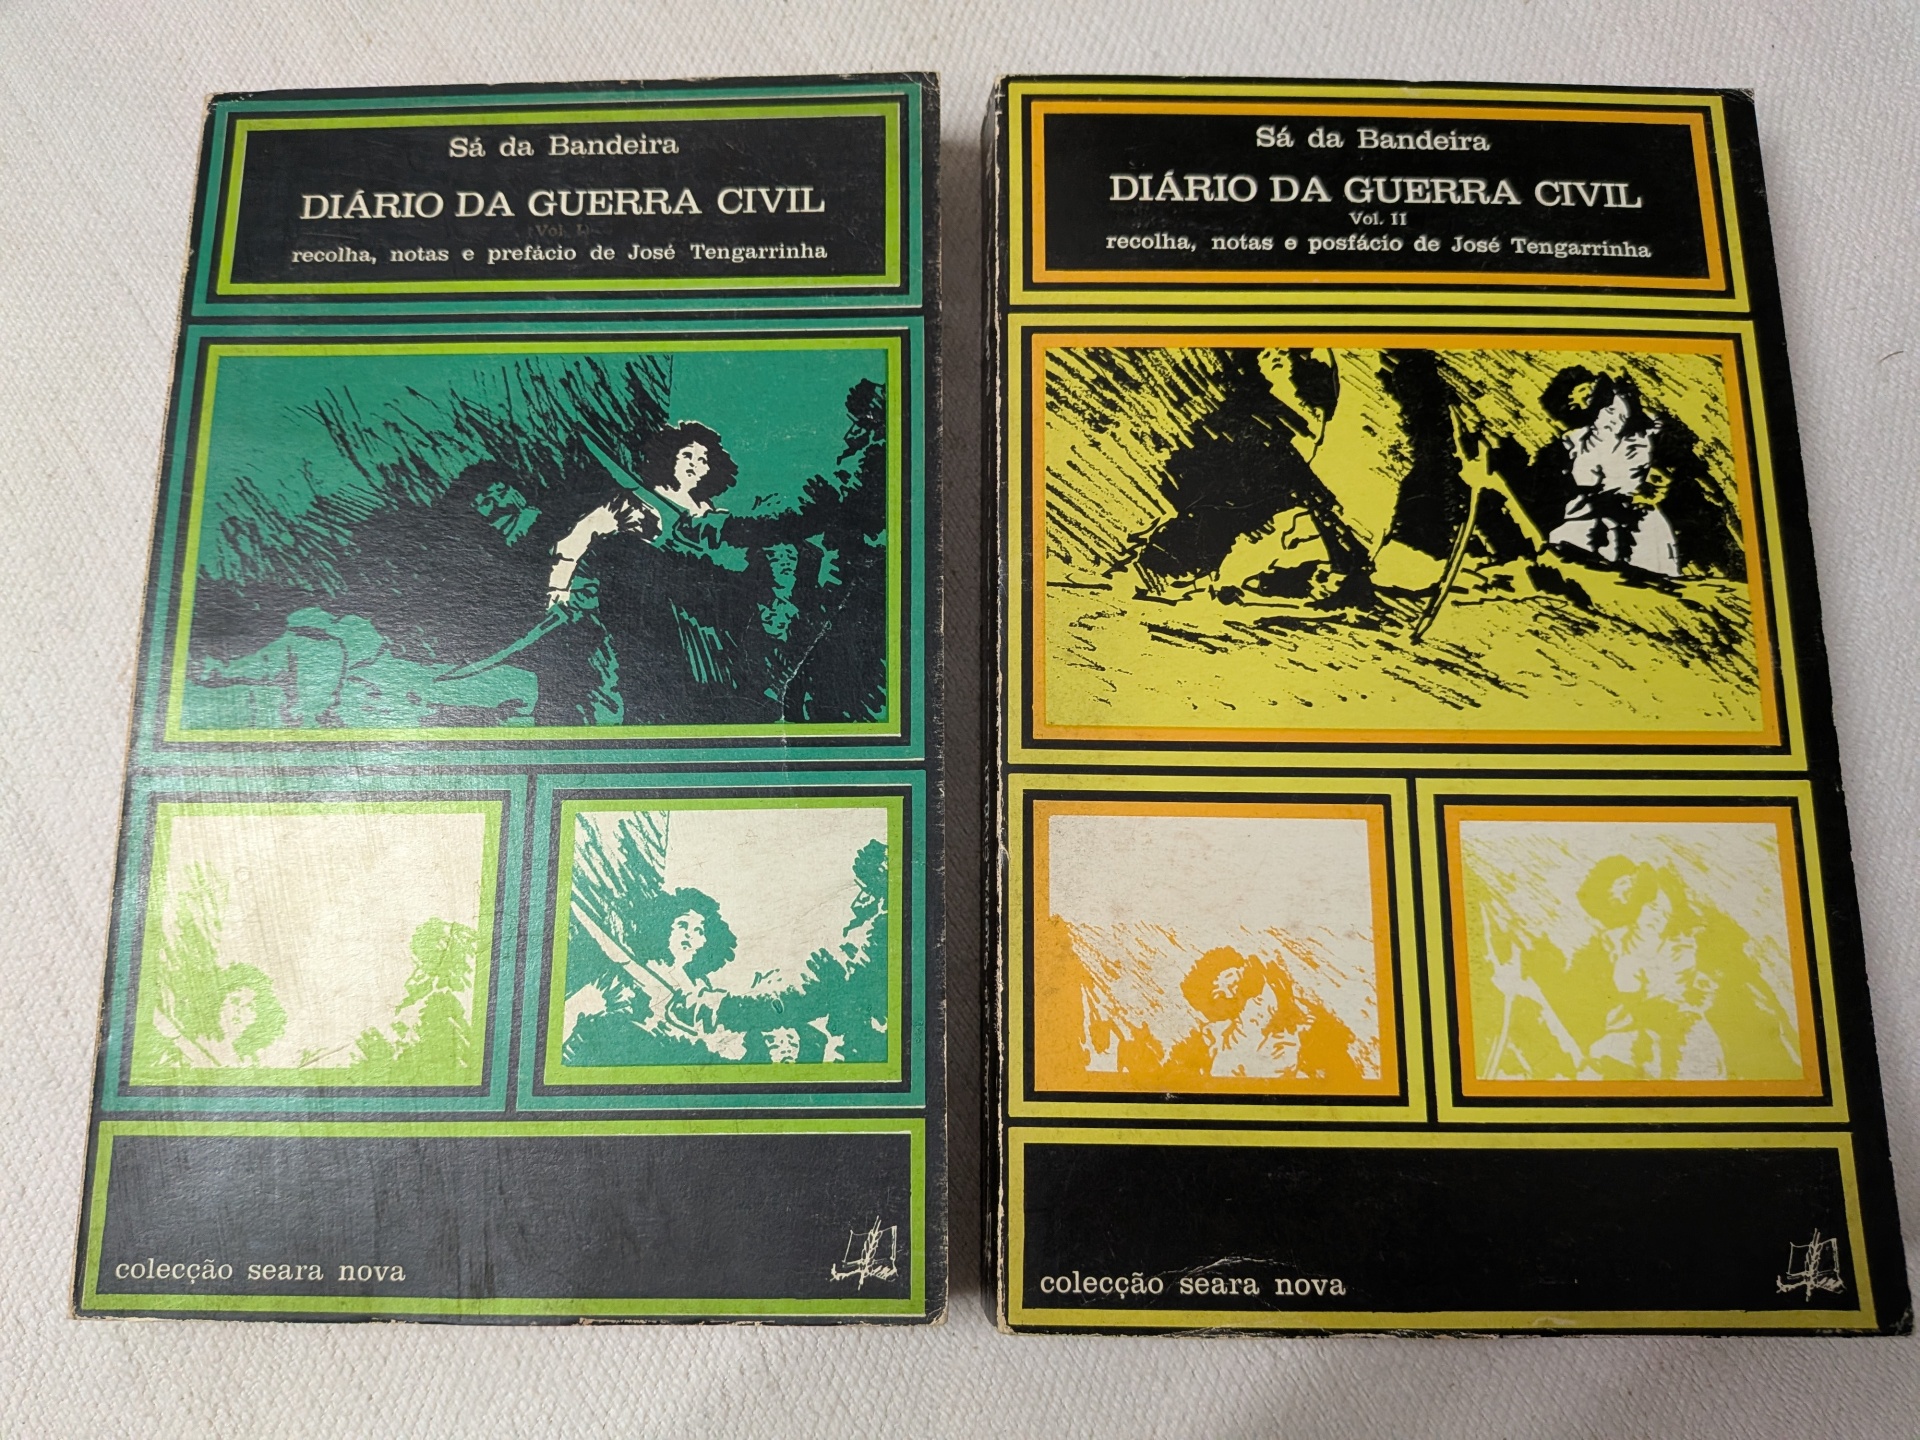 Sá da Bandeira
DIÁRIO DA GUERRA CIVIL
Vol. I
recolha, notas e prefácio de José Tengarrinha
colecção seara nova
Sá da Bandeira
DIÁRIO DA GUERRA CIVIL
Vol. II
recolha, notas e posfácio de José Tengarrinha
colecção seara nova